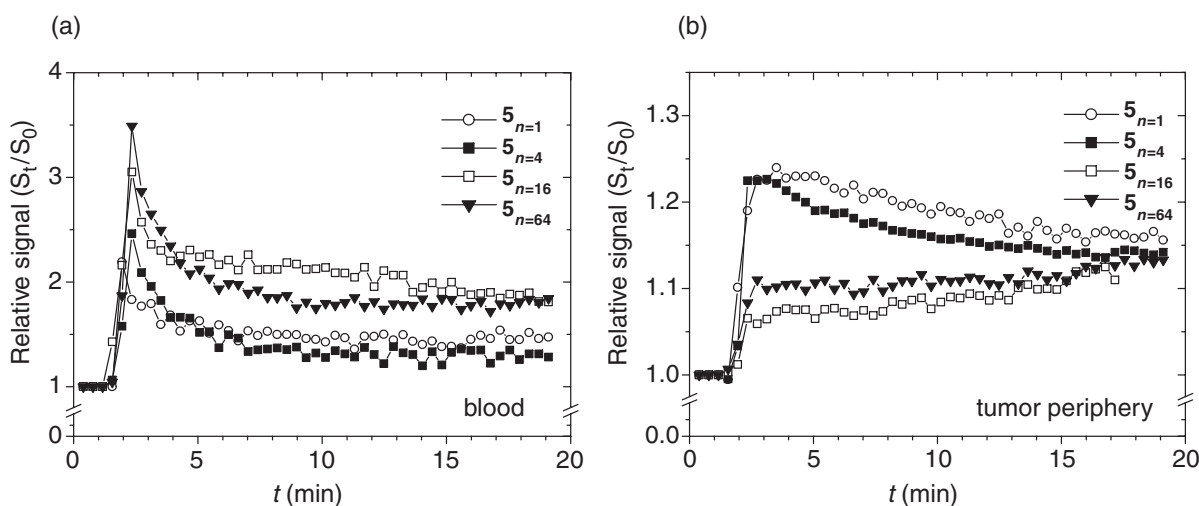 (a)
Relative signal (St/S0)
4
3
2
1
0
5n=1
5n=4
5n=16
5n=64
blood
0 5 10 15 20
t (min)
(b)
Relative signal (St/S0)
1.3
1.2
1.1
1.0
0.0
5n=1
5n=4
5n=16
5n=64
tumor periphery
0 5 10 15 20
t (min)